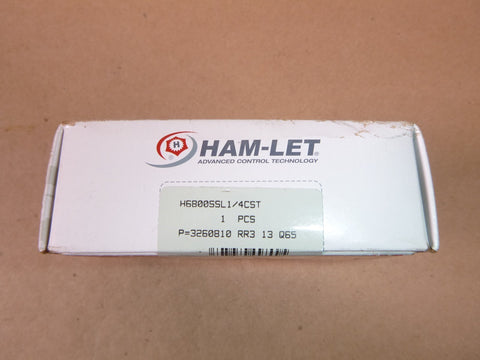 H
HAM-LET®
ADVANCED CONTROL TECHNOLOGY
H6800SSL1/4CST
1 PCS
P=3260810 RR3 13 Q65